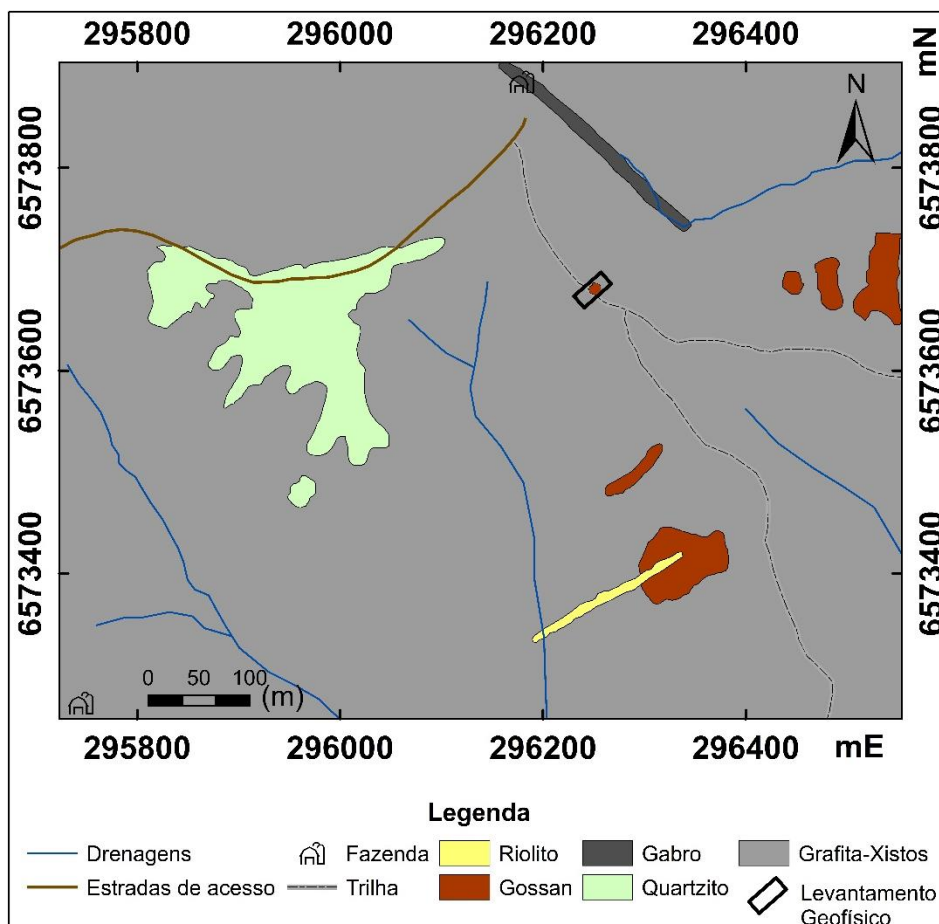 295800 296000 296200 296400 mN
N
6573800 6573800
6573600 6573600
6573400 6573400
0 50 100
(m)
295800 296000 296200 296400 mE
Legenda
Drenagens Fazenda Riolito Gabro Grafita-Xistos
Estradas de acesso Trilha Gossan Quartzito Levantamento
Geofísico